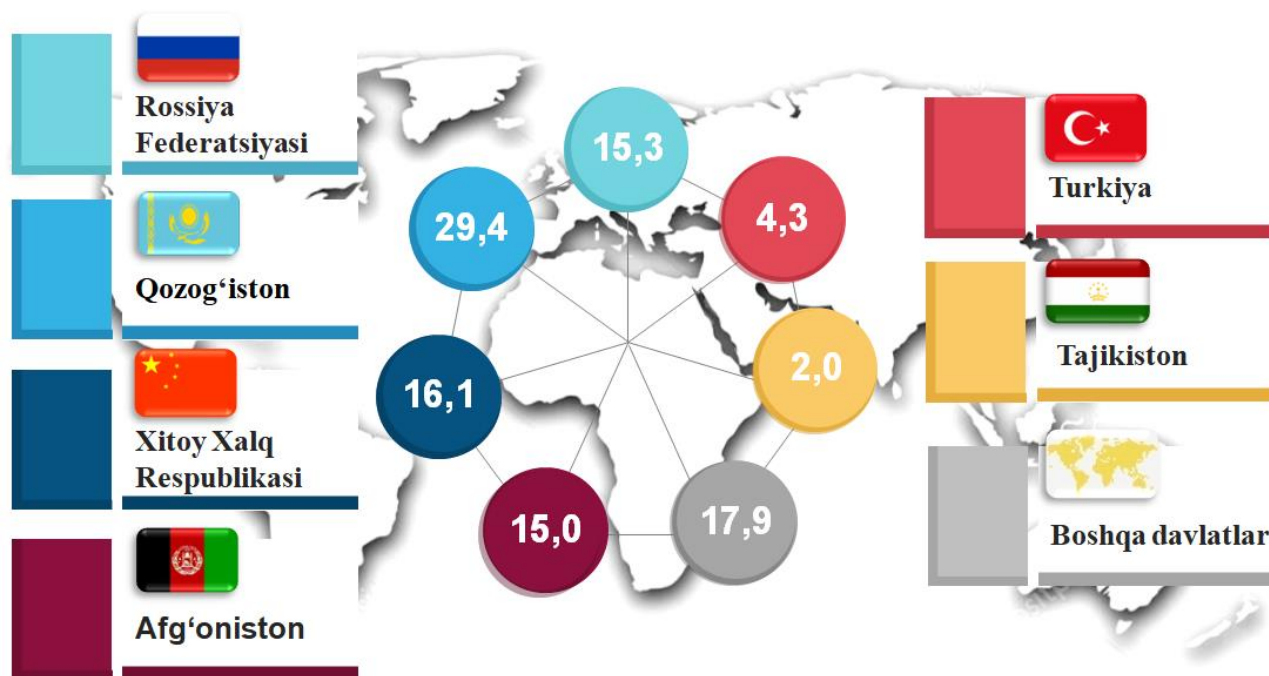 Rossiya
Federatsiyasi
Qozog‘iston
Xitoy Xalq
Respublikasi
Afg‘oniston
15,3
29,4
4,3
16,1
2,0
15,0
17,9
Turkiya
Tajikiston
Boshqa davlatlar